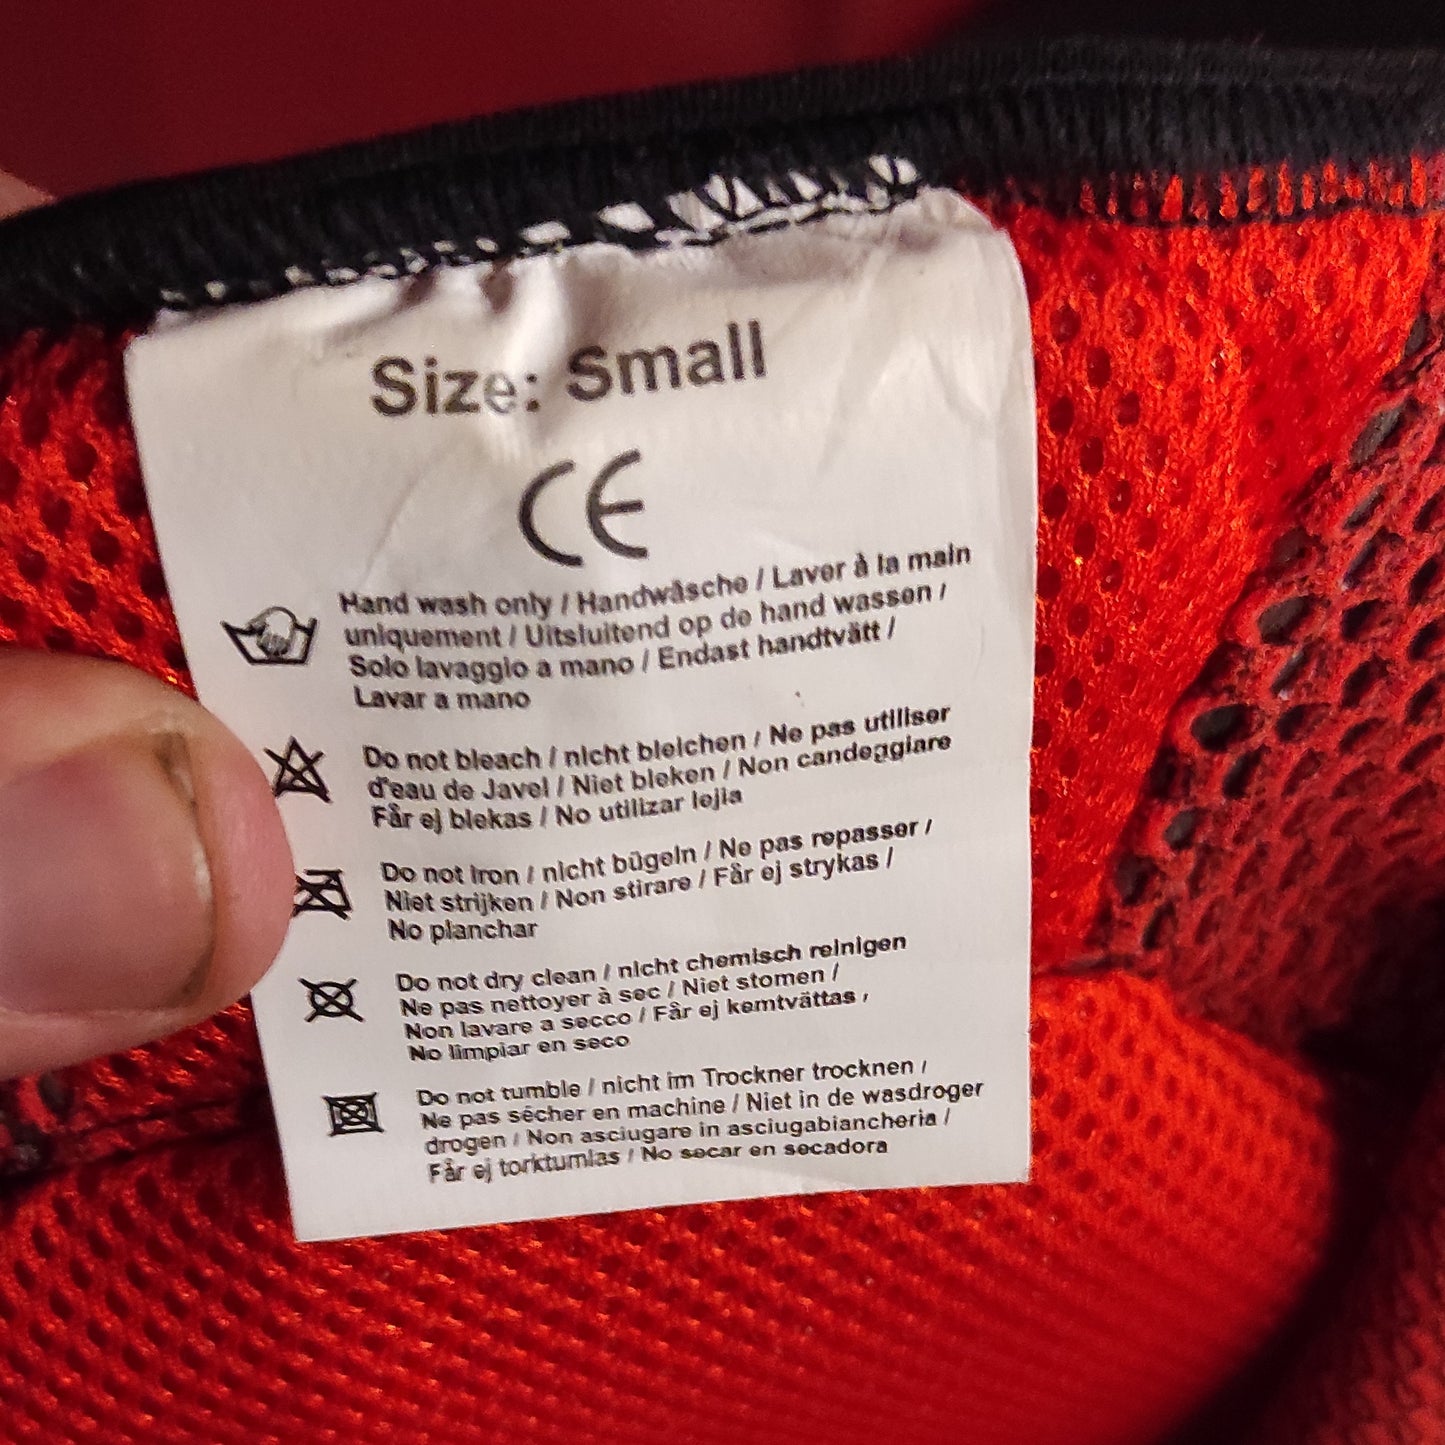 Size: Small
CE
Hand wash only / Handwäsche / Laver à la main
uniquement / Uitsluitend op de hand wassen /
Solo lavaggio a mano / Endast handtvätt /
Lavar a mano
Do not bleach / nicht bleichen / Ne pas utiliser
d'eau de Javel / Niet bleken / Non candeggiare
Får ej blekas / No utilizar lejia
Do not iron / nicht bügeln / Ne pas repasser /
Niet strijken / Non stirare / Får ej strykas /
No planchar
Do not dry clean / nicht chemisch reinigen
Ne pas nettoyer à sec / Niet stomen /
Non lavare a secco / Får ej kemtvättas ,
No limpiar en seco
Do not tumble / nicht im Trockner trocknen /
Ne pas sécher en machine / Niet in de wasdroger
drogen / Non asciugare in asciugabiancheria /
Får ej torktumlas / No secar en secadora